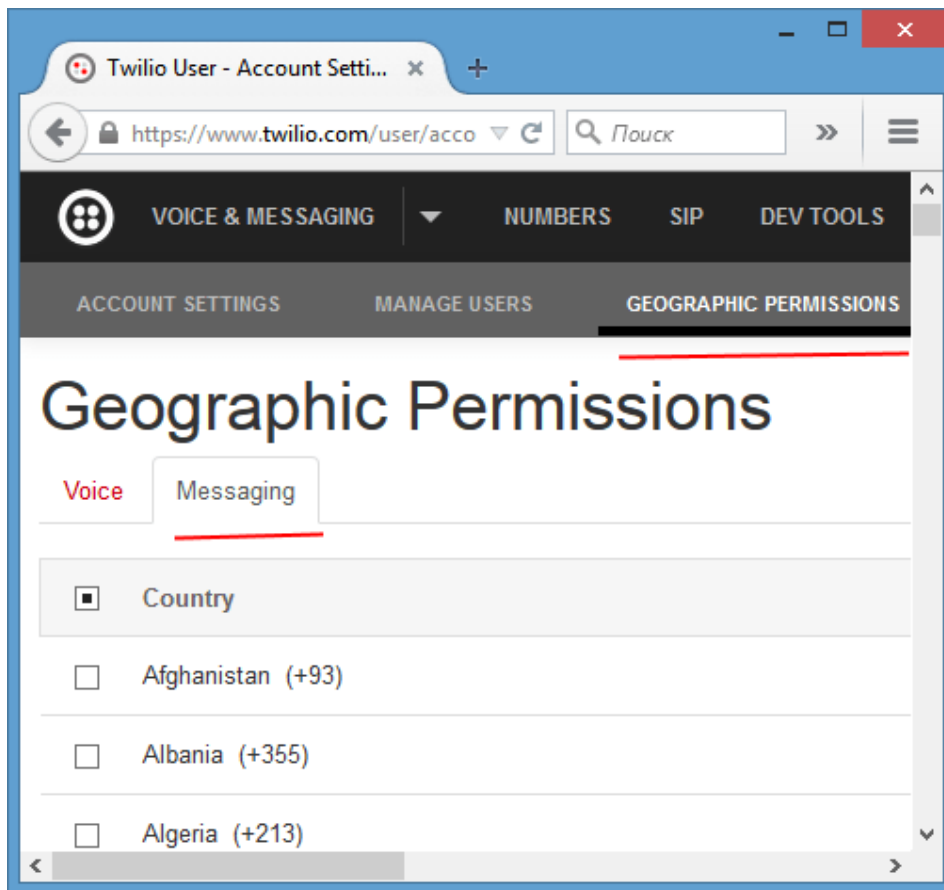 Twilio User - Account Setti...
https://www.twilio.com/user/acco
Поиск
VOICE & MESSAGING NUMBERS SIP DEV TOOLS
ACCOUNT SETTINGS MANAGE USERS GEOGRAPHIC PERMISSIONS
Geographic Permissions
Voice Messaging
Country
Afghanistan (+93)
Albania (+355)
Algeria (+213)